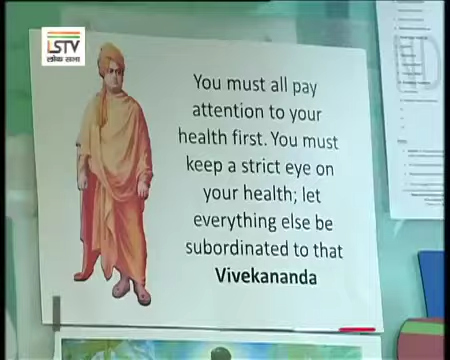 LSTV
लोक सभा
You must all pay
attention to your
health first. You must
keep a strict eye on
your health; let
everything else be
subordinated to that
Vivekananda